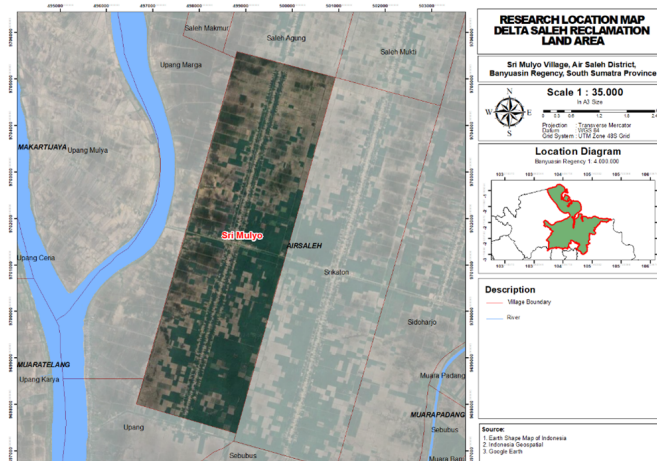 RESEARCH LOCATION MAP
DELTA SALEH RECLAMATION
LAND AREA
Sri Mulyo Village, Air Saleh District,
Banyuasin Regency, South Sumatra Province
Scale 1 : 35.000
In A3 Size
N
W
E
S
Projection : Transverse Mercator
Datum : WGS 84
Grid System : UTM Zone 48S Grid
Location Diagram
Banyuasin Regency 1: 4.000.000
Description
Village Boundary
River
Source:
1. Earth Shape Map of Indonesia
2. Indonesia Geospatial
3. Google Earth
Saleh Makmur
Saleh Agung
Saleh Mukti
Upang Marga
MAKARTIJAYA
Upang Mulya
Sri Mulyo
AIRSALEH
Upang Ceria
Srikaton
Sidoharjo
MUARATELANG
Upang Karya
Muara Padang
MUARAPADANG
Upang
Sebubus
Sebubus